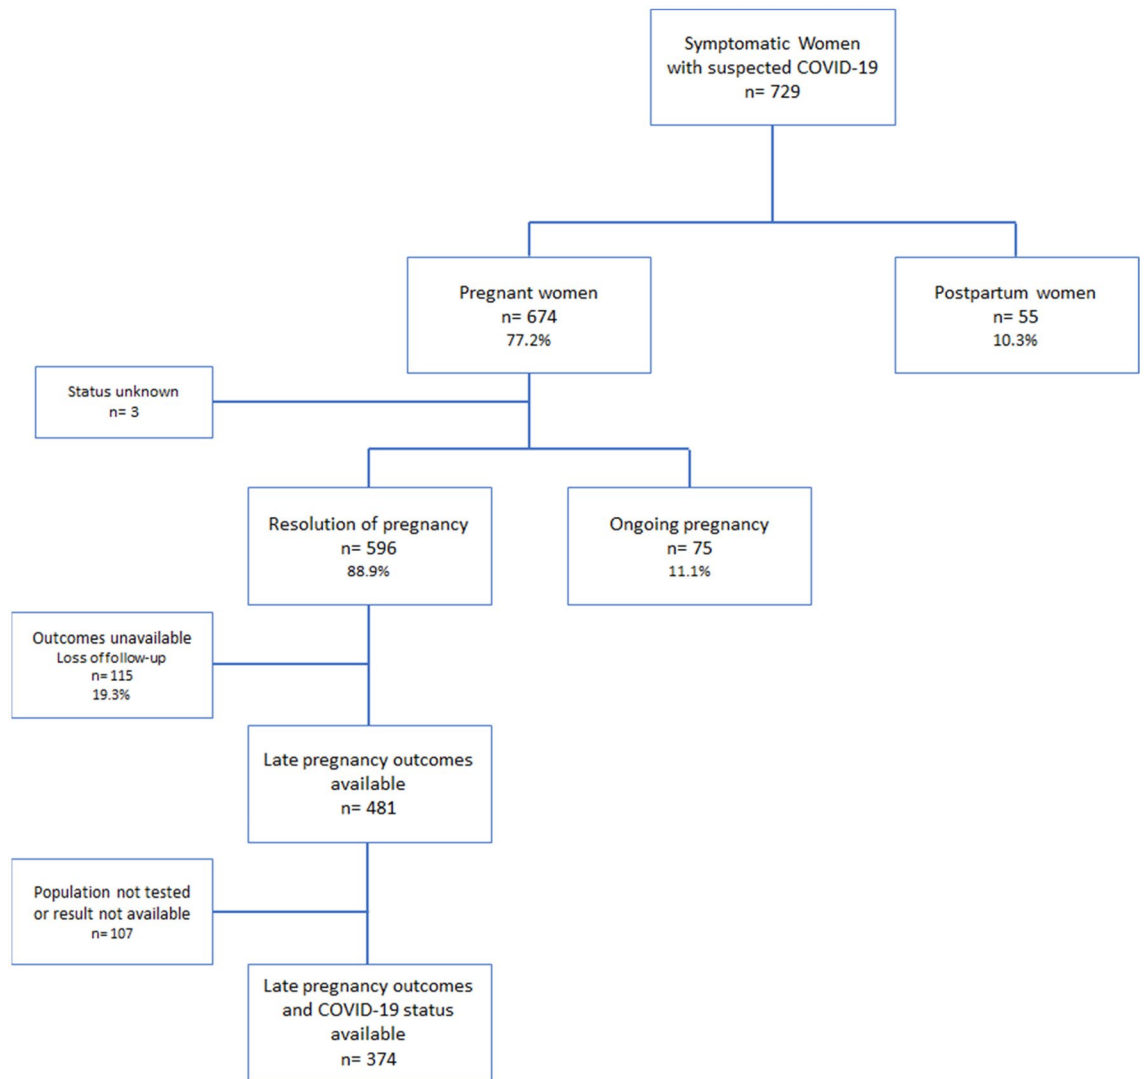 Symptomatic Women
with suspected COVID-19
n= 729
Pregnant women
n= 674
77.2%
Postpartum women
n= 55
10.3%
Status unknown
n= 3
Resolution of pregnancy
n= 596
88.9%
Ongoing pregnancy
n= 75
11.1%
Outcomes unavailable
Loss of follow-up
n= 115
19.3%
Late pregnancy outcomes
available
n= 481
Population not tested
or result not available
n= 107
Late pregnancy outcomes
and COVID-19 status
available
n= 374